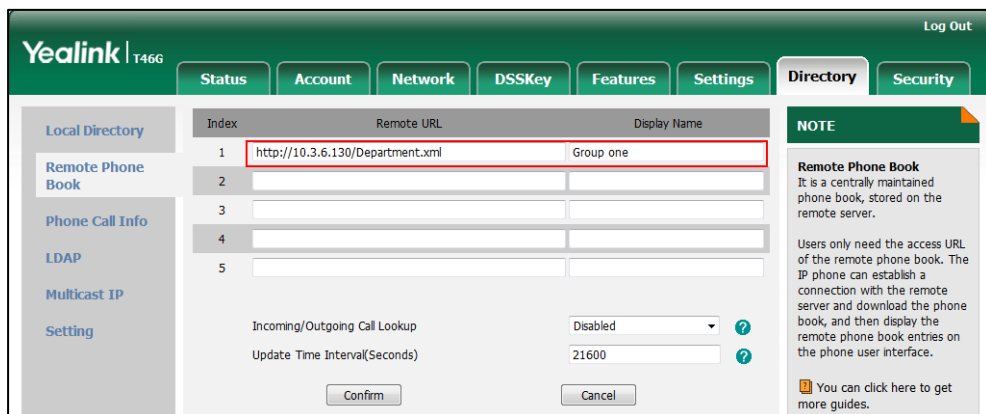 Log Out
Yealink T46G
Status Account Network DSSKey Features Settings Directory Security
Local Directory
Remote Phone
Book
Phone Call Info
LDAP
Multicast IP
Setting
Index Remote URL Display Name
1 http://10.3.6.130/Department.xml Group one
2
3
4
5
Incoming/Outgoing Call Lookup Disabled ?
Update Time Interval(Seconds) 21600 ?
Confirm Cancel
NOTE
Remote Phone Book
It is a centrally maintained
phone book, stored on the
remote server.
Users only need the access URL
of the remote phone book. The
IP phone can establish a
connection with the remote
server and download the phone
book, and then display the
remote phone book entries on
the phone user interface.
? You can click here to get
more guides.